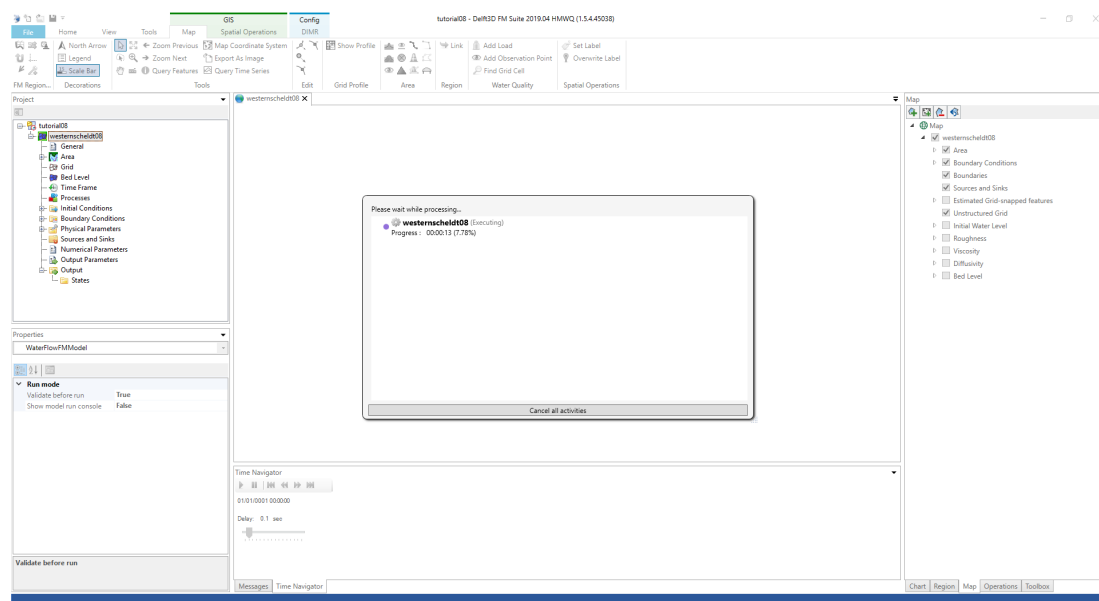 GIS
Config
tutorial08 - Delft3D FM Suite 2019.04 HMWQ (1.5.4.45038)
File
Home
View
Tools
Map
Spatial Operations
DIMR
North Arrow
Zoom Previous
Map Coordinate System
Show Profile
Link
Add Load
Set Label
Legend
Zoom Next
Export As Image
Add Observation Point
Overwrite Label
Scale Bar
Query Features
Query Time Series
Find Grid Cell
FM Region...
Decorations
Tools
Edit
Grid Profile
Area
Region
Water Quality
Spatial Operations
Project
tutorial08
westernscheldt08
General
Area
Grid
Bed Level
Time Frame
Processes
Initial Conditions
Boundary Conditions
Physical Parameters
Sources and Sinks
Numerical Parameters
Output Parameters
Output
States
Properties
WaterFlowFMModel
Run mode
Validate before run True
Show model run console False
Validate before run
westernscheldt08
Please wait while processing...
westernscheldt08 (Executing)
Progress : 00:00:13 (7.78%)
Cancel all activities
Time Navigator
01/01/0001 000000
Delay: 0.1 sec
Messages
Time Navigator
Map
Map
westernscheldt08
Area
Boundary Conditions
Boundaries
Sources and Sinks
Estimated Grid-snapped features
Unstructured Grid
Initial Water Level
Roughness
Viscosity
Diffusivity
Bed Level
Chart
Region
Map
Operations
Toolbox